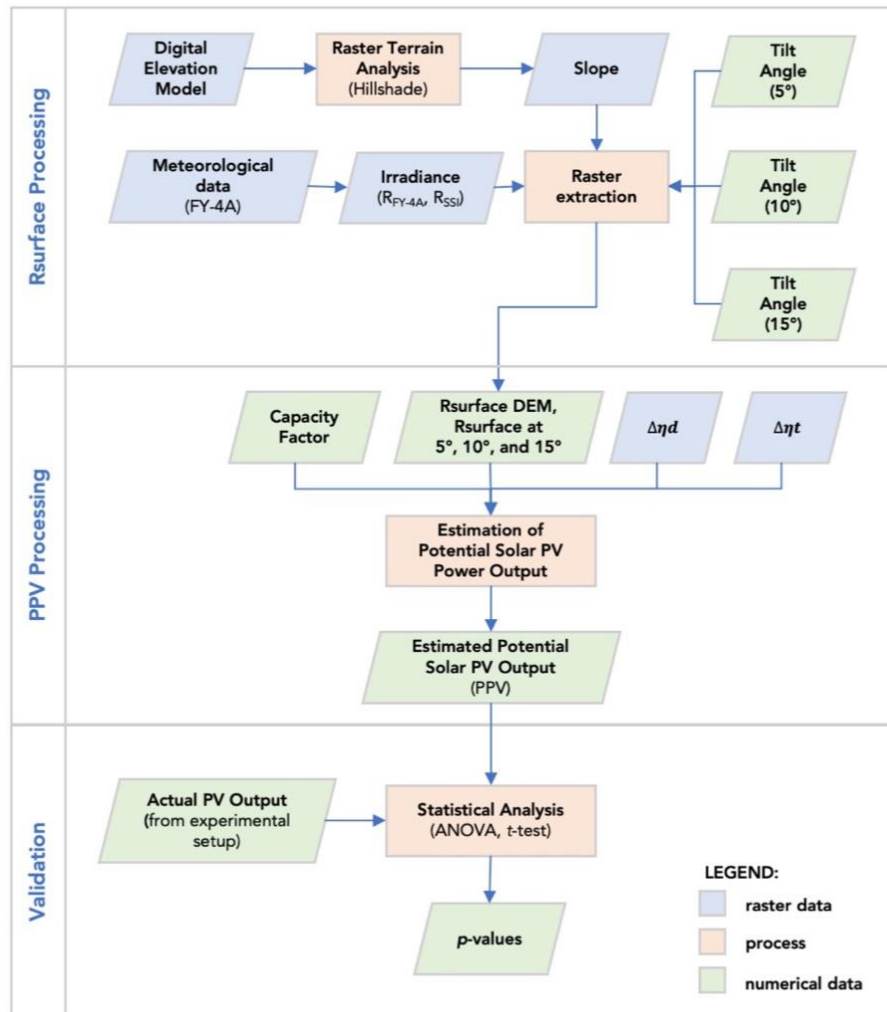 Rsurface Processing
Digital
Elevation
Model
Raster Terrain
Analysis
(Hillshade)
Slope
Tilt
Angle
(5°)
Meteorological
data
(FY-4A)
Irradiance
(R_FY-4A, R_SSI)
Raster
extraction
Tilt
Angle
(10°)
Tilt
Angle
(15°)
PPV Processing
Capacity
Factor
Rsurface DEM,
Rsurface at
5°, 10°, and 15°
Δηd
Δηt
Estimation of
Potential Solar PV
Power Output
Estimated Potential
Solar PV Output
(PPV)
Validation
Actual PV Output
(from experimental
setup)
Statistical Analysis
(ANOVA, t-test)
p-values
LEGEND:
raster data
process
numerical data